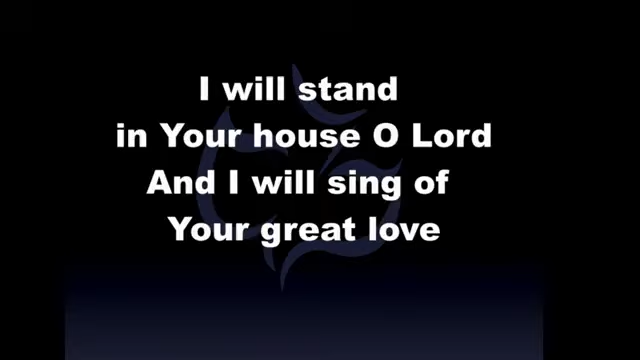 I will stand
in Your house O Lord
And I will sing of
Your great love